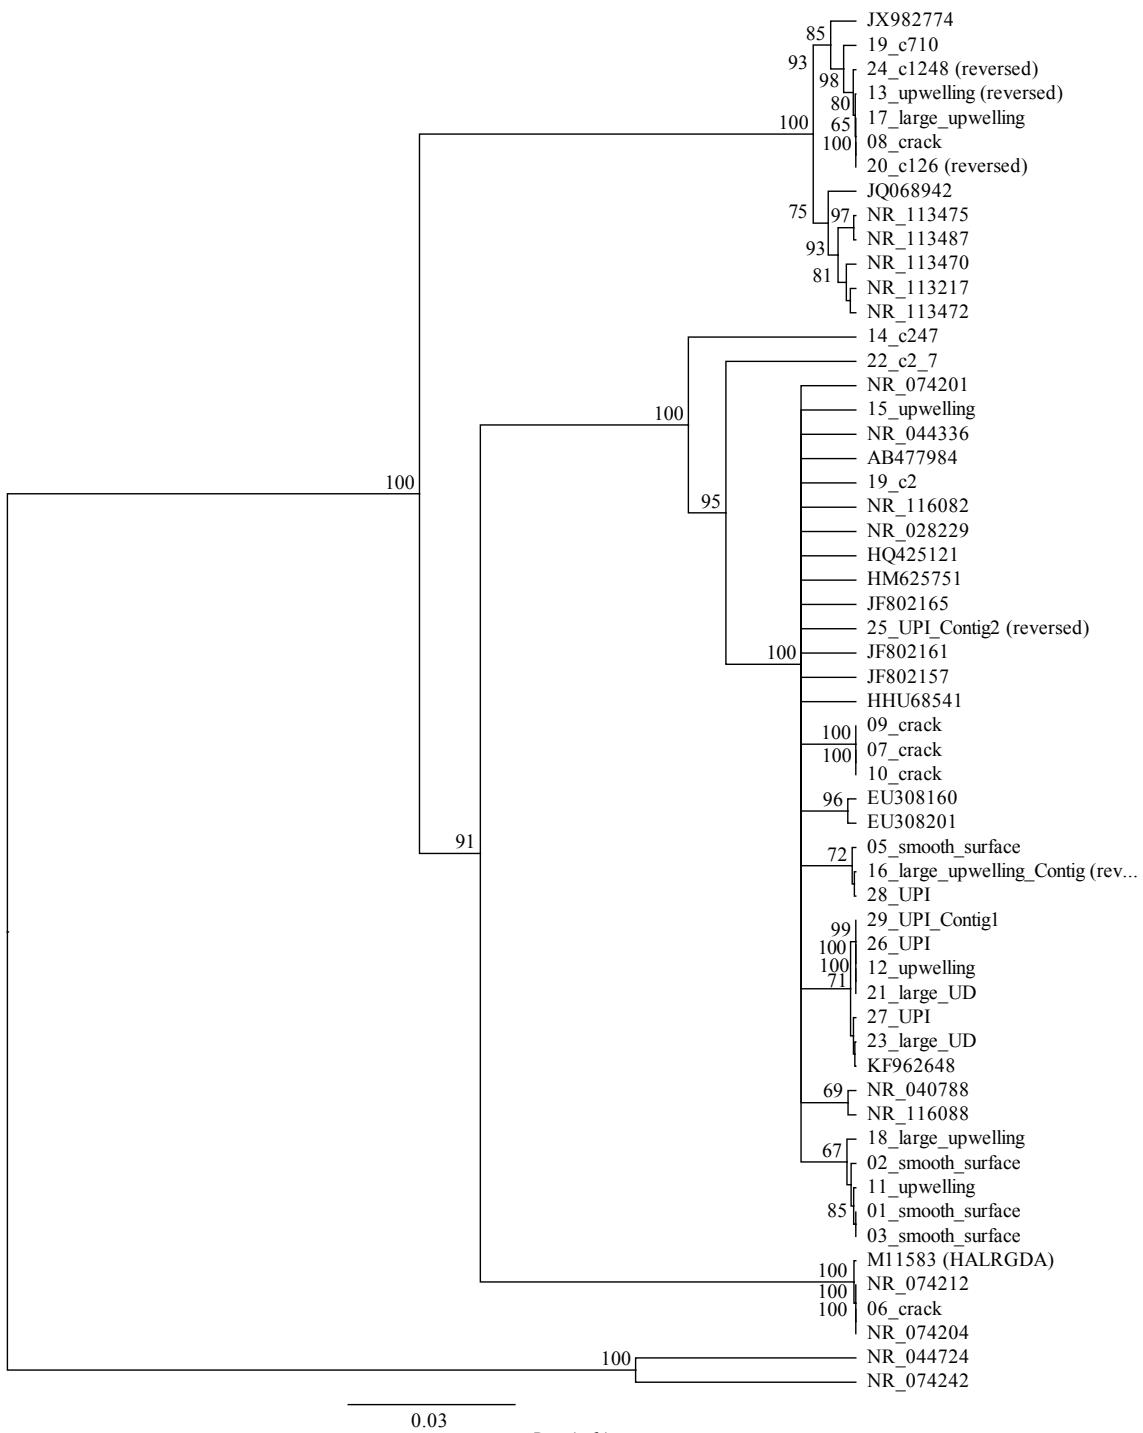 JX982774
85
19_c710
93
24_c1248 (reversed)
98
13_upwelling (reversed)
80
17_large_upwelling
100
65
08_crack
100
20_c126 (reversed)
JQ068942
75
97
NR_113475
NR_113487
93
NR_113470
81
NR_113217
NR_113472
14_c247
22_c2_7
NR_074201
100
15_upwelling
NR_044336
AB477984
100
19_c2
95
NR_116082
NR_028229
HQ425121
HM625751
JF802165
25_UPI_Contig2 (reversed)
100
JF802161
JF802157
HHU68541
09_crack
100
07_crack
100
10_crack
96
EU308160
EU308201
91
05_smooth_surface
72
16_large_upwelling_Contig (rev...
28_UPI
29_UPI_Contig1
99
26_UPI
100
12_upwelling
100
71
21_large_UD
27_UPI
23_large_UD
KF962648
69
NR_040788
NR_116088
18_large_upwelling
67
02_smooth_surface
11_upwelling
85
01_smooth_surface
03_smooth_surface
M11583 (HALRGDA)
100
NR_074212
100
06_crack
100
NR_074204
100
NR_044724
NR_074242
0.03